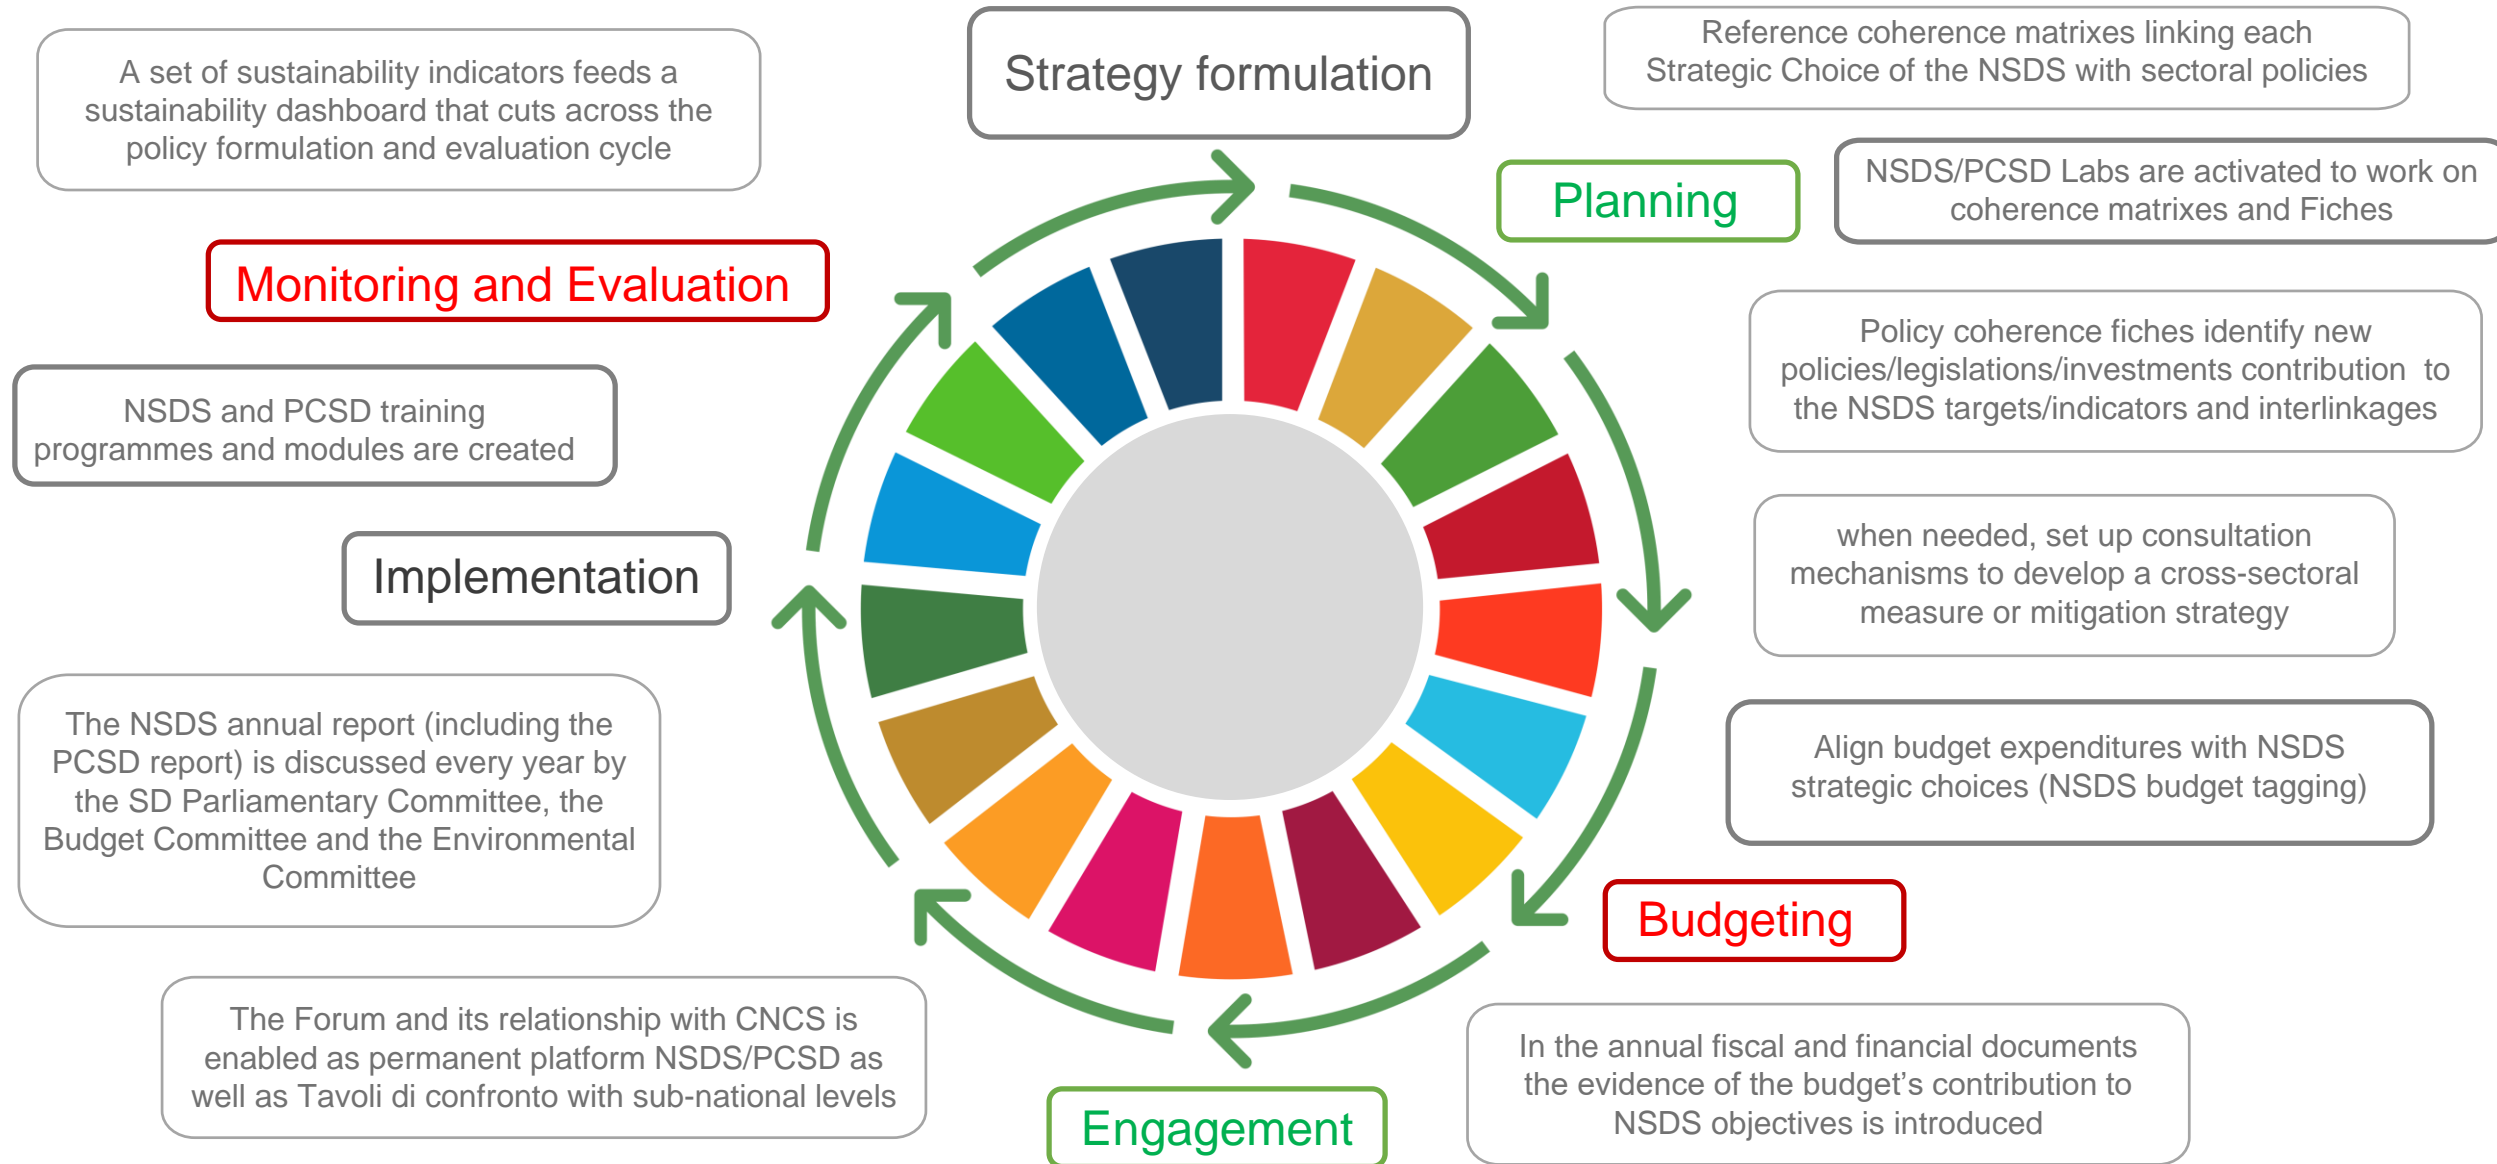 Strategy formulation
Reference coherence matrixes linking each
Strategic Choice of the NSDS with sectoral policies
Planning
NSDS/PCSD Labs are activated to work on
coherence matrixes and Fiches
Policy coherence fiches identify new
policies/legislations/investments contribution  to
the NSDS targets/indicators and interlinkages
when needed, set up consultation
mechanisms to develop a cross-sectoral
measure or mitigation strategy
Align budget expenditures with NSDS
strategic choices (NSDS budget tagging)
Budgeting
In the annual fiscal and financial documents
the evidence of the budget’s contribution to
NSDS objectives is introduced
Engagement
The Forum and its relationship with CNCS is
enabled as permanent platform NSDS/PCSD as
well as Tavoli di confronto with sub-national levels
The NSDS annual report (including the
PCSD report) is discussed every year by
the SD Parliamentary Committee, the
Budget Committee and the Environmental
Committee
Implementation
NSDS and PCSD training
programmes and modules are created
Monitoring and Evaluation
A set of sustainability indicators feeds a
sustainability dashboard that cuts across the
policy formulation and evaluation cycle